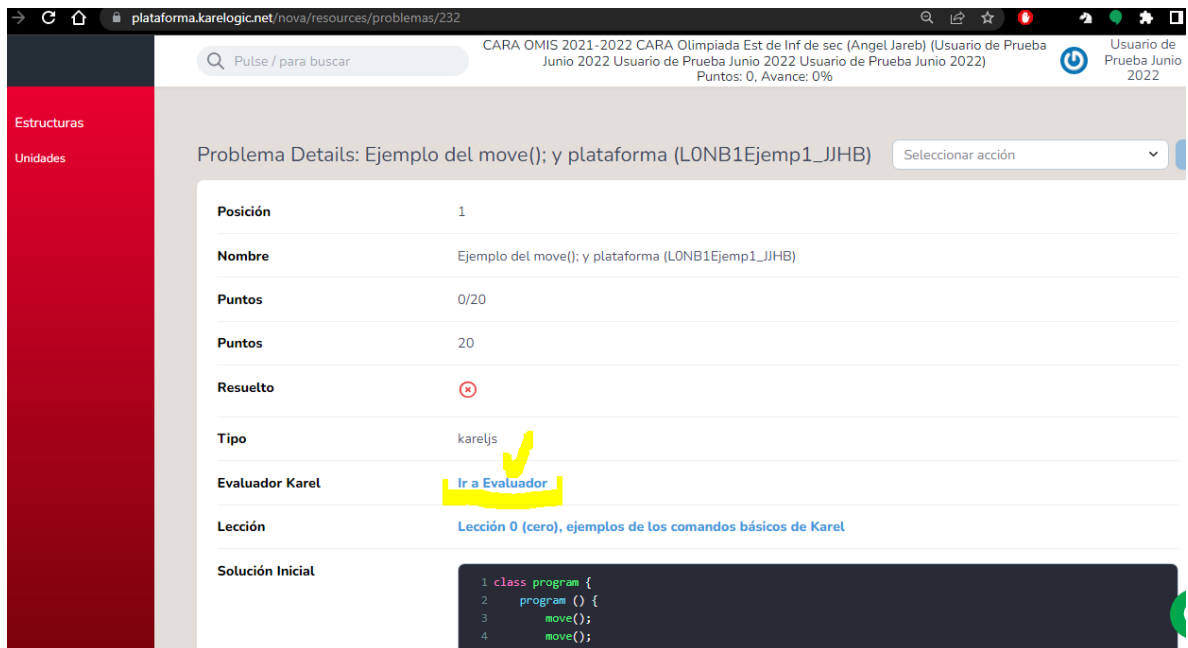 plataforma.karelogic.net/nova/resources/problemas/232
Pulse / para buscar
CARA OMIS 2021-2022 CARA Olimpiada Est de Inf de sec (Angel Jareb) (Usuario de Prueba
Junio 2022 Usuario de Prueba Junio 2022 Usuario de Prueba Junio 2022)
Puntos: 0, Avance: 0%
Usuario de
Prueba Junio
2022
Estructuras
Unidades
Problema Details: Ejemplo del move(); y plataforma (L0NB1Ejemp1_JJHB)
Seleccionar acción
Posición 1
Nombre Ejemplo del move(); y plataforma (L0NB1Ejemp1_JJHB)
Puntos 0/20
Puntos 20
Resuelto
Tipo kareljs
Evaluador Karel Ir a Evaluador
Lección Lección 0 (cero), ejemplos de los comandos básicos de Karel
Solución Inicial
1 class program {
2 program () {
3 move();
4 move();